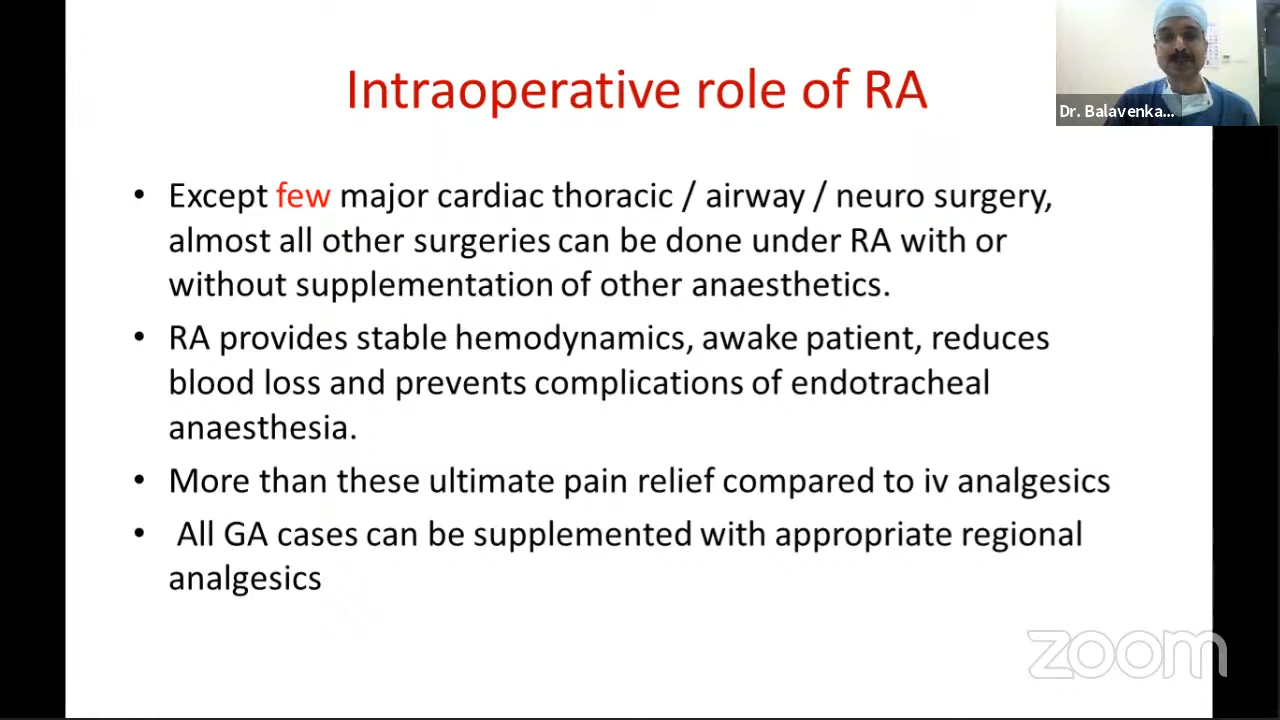 Intraoperative role of RA
Dr. Balavenka...
• Except few major cardiac thoracic / airway / neuro surgery,
almost all other surgeries can be done under RA with or
without supplementation of other anaesthetics.
• RA provides stable hemodynamics, awake patient, reduces
blood loss and prevents complications of endotracheal
anaesthesia.
• More than these ultimate pain relief compared to iv analgesics
• All GA cases can be supplemented with appropriate regional
analgesics
zoom